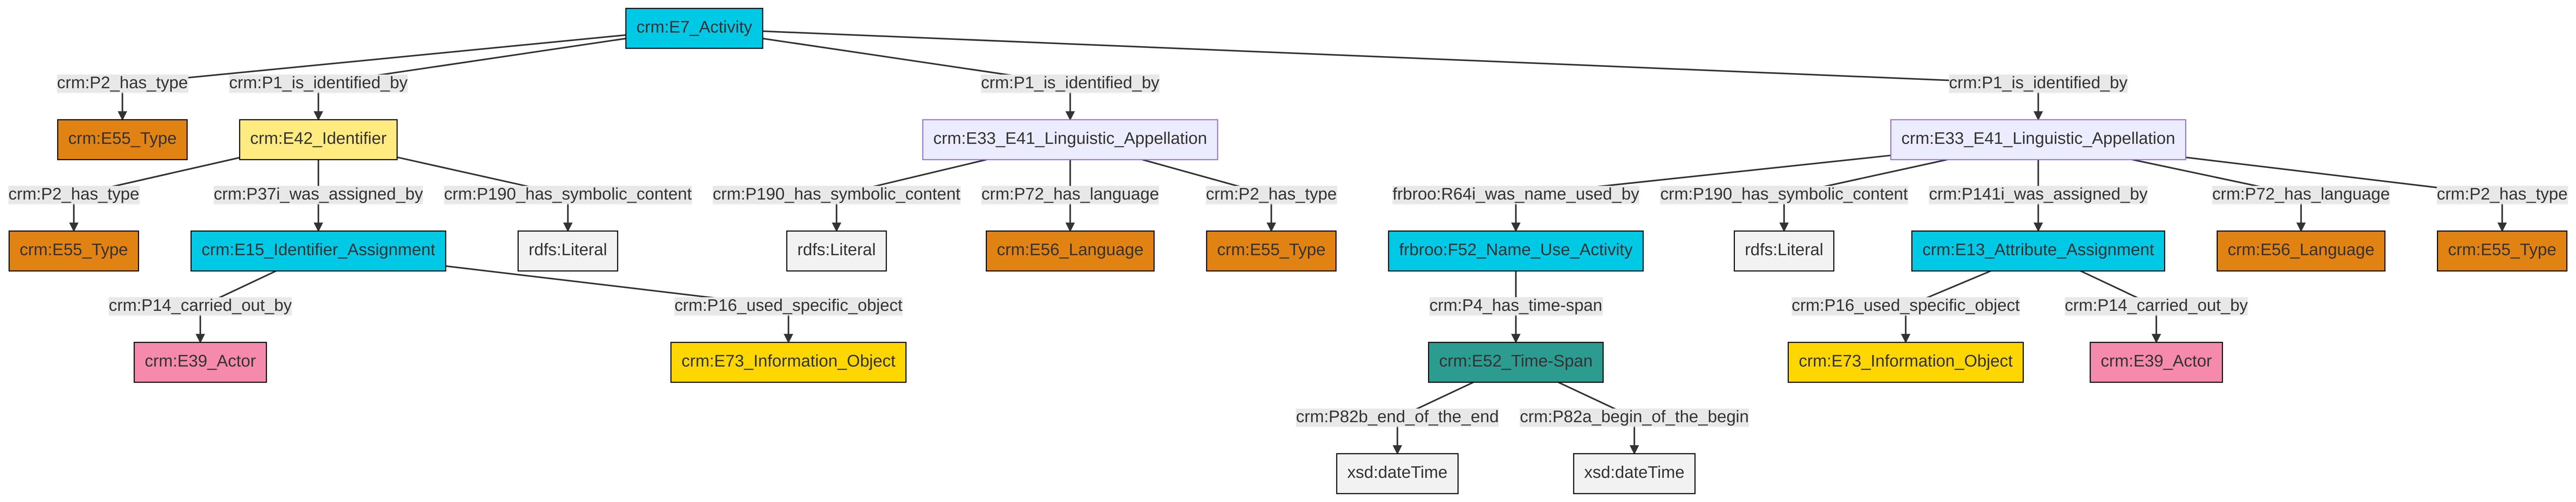 crm:E7_Activity
crm:P2_has_type
crm:P1_is_identified_by
crm:P1_is_identified_by
crm:P1_is_identified_by
crm:E55_Type
crm:E42_Identifier
crm:E33_E41_Linguistic_Appellation
crm:E33_E41_Linguistic_Appellation
crm:P2_has_type
crm:P37i_was_assigned_by
crm:P190_has_symbolic_content
crm:P190_has_symbolic_content
crm:P72_has_language
crm:P2_has_type
frbroo:R64i_was_name_used_by
crm:P190_has_symbolic_content
crm:P141i_was_assigned_by
crm:P72_has_language
crm:P2_has_type
crm:E55_Type
crm:E15_Identifier_Assignment
rdfs:Literal
rdfs:Literal
crm:E56_Language
crm:E55_Type
frbroo:F52_Name_Use_Activity
rdfs:Literal
crm:E13_Attribute_Assignment
crm:E56_Language
crm:E55_Type
crm:P14_carried_out_by
crm:P16_used_specific_object
crm:P4_has_time-span
crm:P16_used_specific_object
crm:P14_carried_out_by
crm:E39_Actor
crm:E73_Information_Object
crm:E52_Time-Span
crm:E73_Information_Object
crm:E39_Actor
crm:P82b_end_of_the_end
crm:P82a_begin_of_the_begin
xsd:dateTime
xsd:dateTime